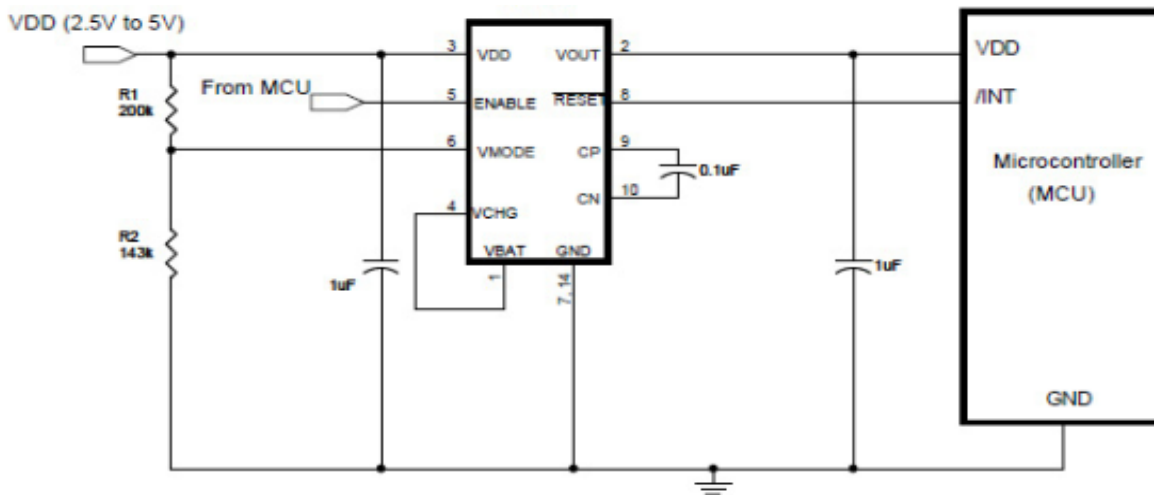 VDD (2.5V to 5V)
R1
200k
R2
143k
From MCU
1uF
3
5
6
4
VDD
ENABLE
VMODE
VCHG
VBAT
GND
VOUT
RESET
CP
CN
1
7, 14
2
8
9
10
0.1uF
1uF
VDD
/INT
Microcontroller
(MCU)
GND